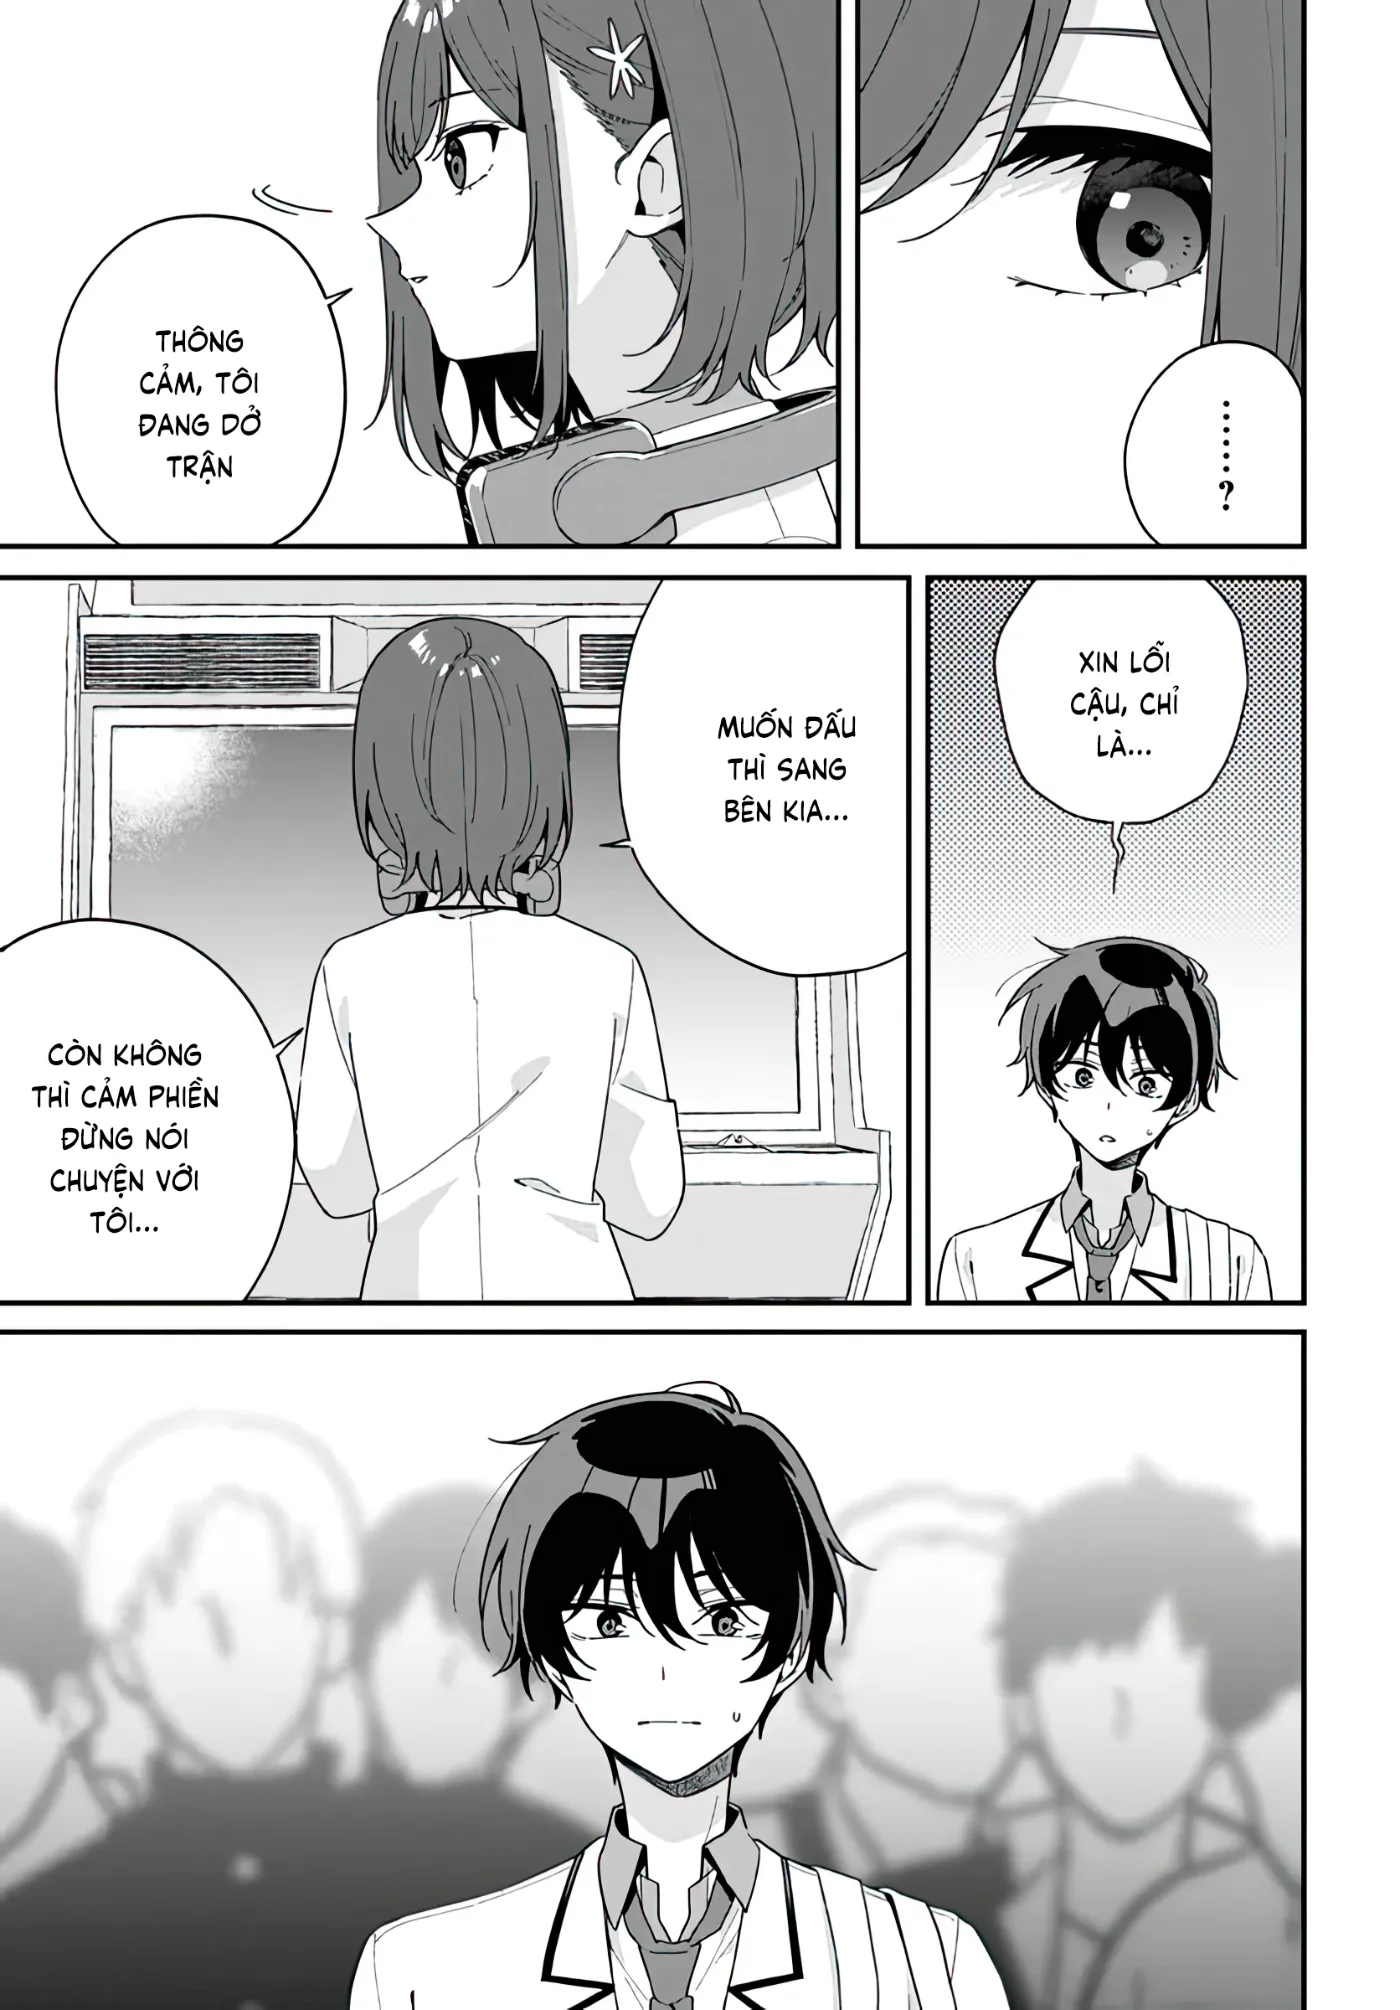 .......?
THÔNG
CẢM, TÔI
ĐANG DỞ
TRẬN
XIN LỖI
CẬU, CHỈ
LÀ...
MUỐN ĐẤU
THÌ SANG
BÊN KIA...
CÒN KHÔNG
THÌ CẢM PHIỀN
ĐỪNG NÓI
CHUYỆN VỚI
TÔI...